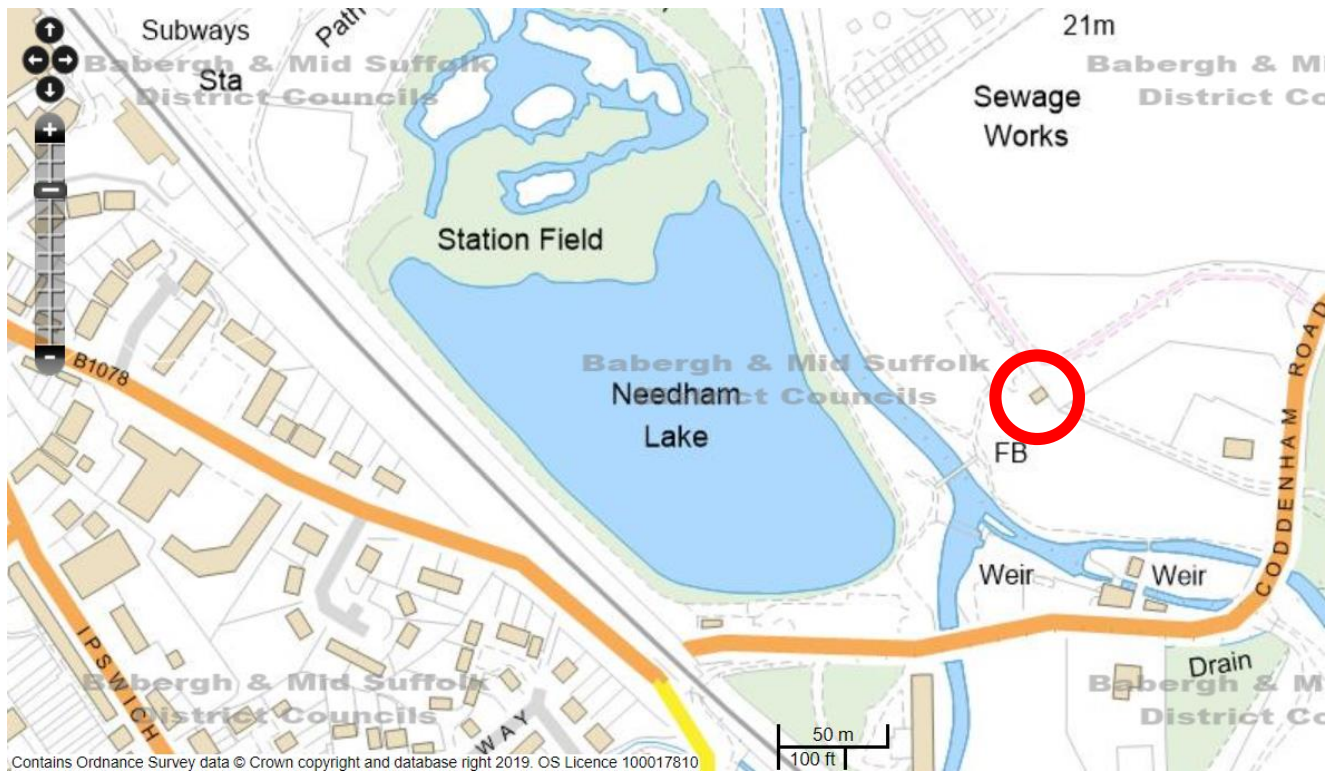 Subways
Path
Sta
Babergh & Mid Suffolk
District Councils
21m
Babergh & Mi
District Co
Sewage
Works
Station Field
B1078
Babergh & Mid Suffolk
District Councils
Needham
Lake
CODDENHAM ROAD
FB
Weir
Weir
IPSWICH
Drain
Babergh & Mid Suffolk
District Councils
WAY
Babergh & M
District Co
50 m
100 ft
Contains Ordnance Survey data © Crown copyright and database right 2019. OS Licence 100017810